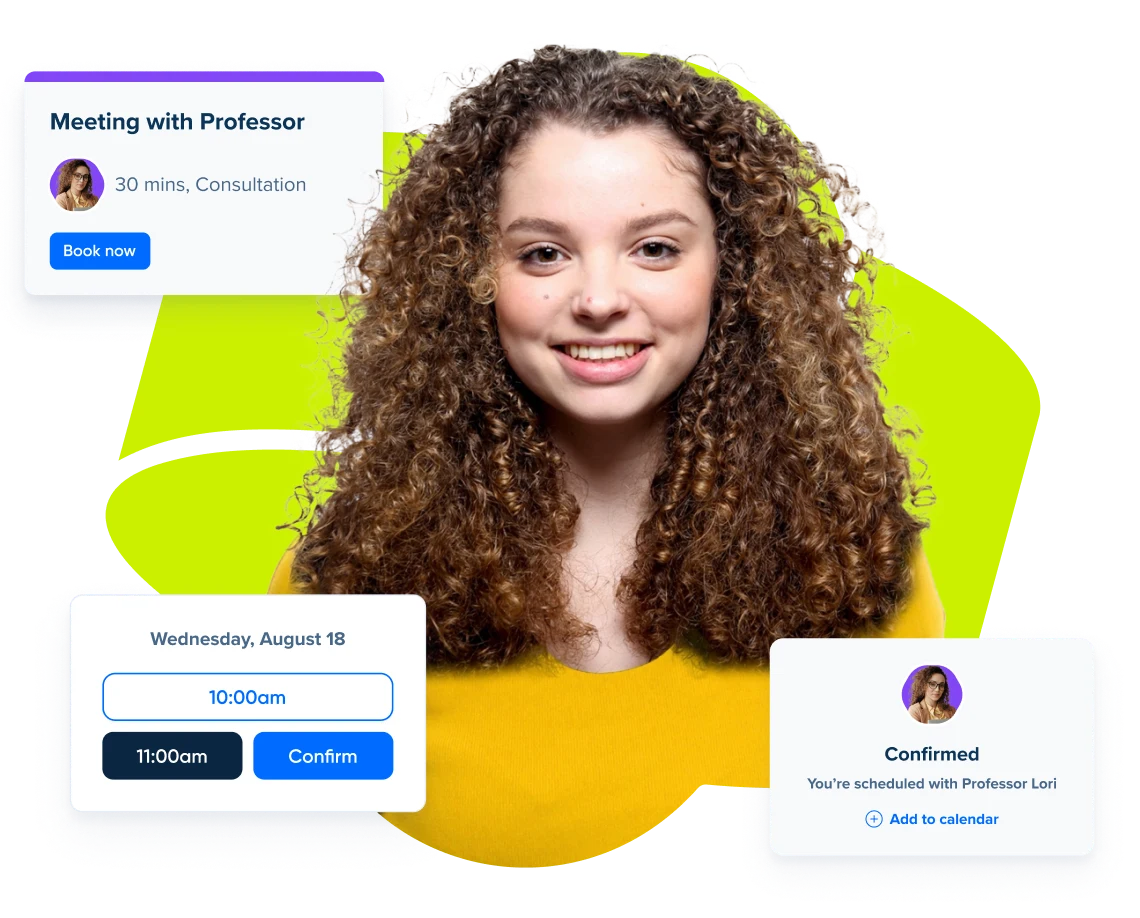 Meeting with Professor
30 mins, Consultation
Book now
Wednesday, August 18
10:00am
11:00am Confirm
Confirmed
You’re scheduled with Professor Lori
Add to calendar